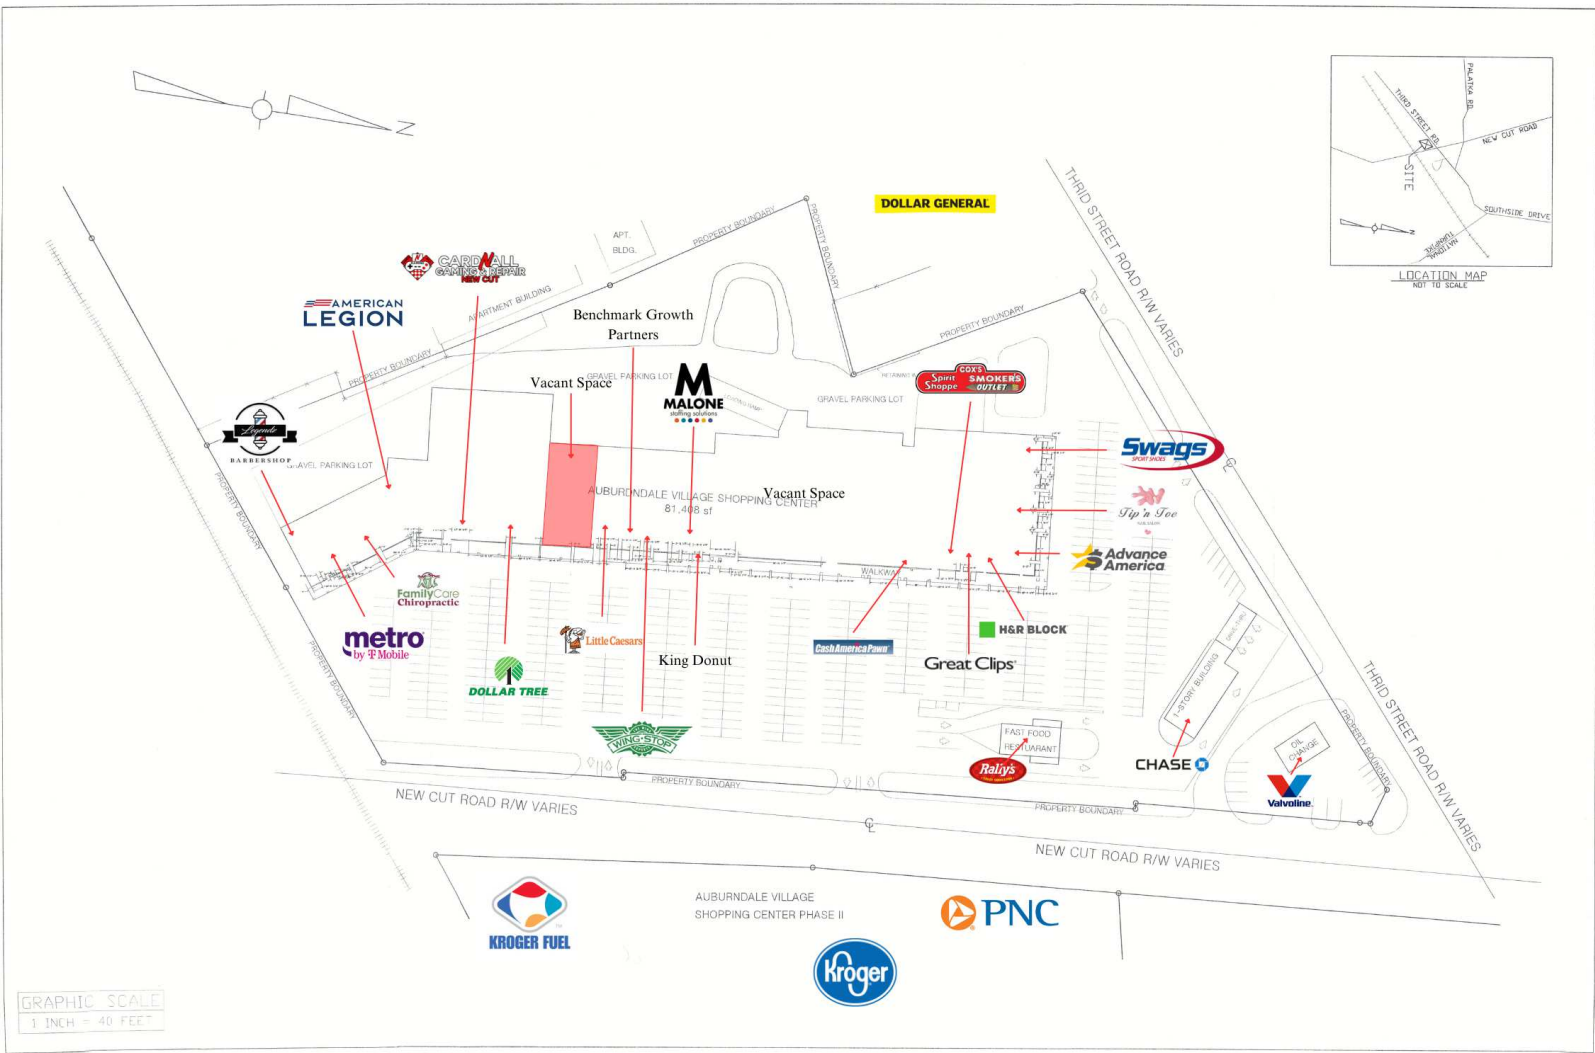 N
THIRD STREET RD.
PALATKA RD.
NEW CUT ROAD
SITE
SOUTHSIDE DRIVE
NATIONAL
TURNPIKE
N
LOCATION MAP
NOT TO SCALE
DOLLAR GENERAL
THRID STREET ROAD R/W VARIES
APT.
BLDG.
PROPERTY BOUNDARY
PROPERTY BOUNDARY
CARDNALL
GAMING & REPAIR
NEW CUT
AMERICAN
LEGION
APARTMENT BUILDING
Benchmark Growth
Partners
PROPERTY BOUNDARY
PROPERTY BOUNDARY
GRAVEL PARKING LOT
Vacant Space
M
MALONE
staffing solutions
GRAVEL PARKING LOT
COX'S
Spirit
Shoppe
SMOKERS
OUTLET
Legends
BARBERSHOP
GRAVEL PARKING LOT
Swags
SPORT SHOES
AUBURDNDALE VILLAGE SHOPPING CENTER
81,408 sf
Vacant Space
Tip'n Toe
Advance
America
WALKWAY
PROPERTY BOUNDARY
FamilyCare
Chiropractic
metro
by T Mobile
DOLLAR TREE
Little Caesars
King Donut
Cash America Pawn
H&R BLOCK
Great Clips
WING-STOP
FAST FOOD
RESTUARANT
Rally's
1-STORY BUILDING
CHASE
OIL
CHANGE
Valvoline
PROPERTY BOUNDARY
PROPERTY BOUNDARY
THRID STREET ROAD R/W VARIES
PROPERTY BOUNDARY
PROPERTY BOUNDARY
NEW CUT ROAD R/W VARIES
NEW CUT ROAD R/W VARIES
KROGER FUEL
AUBURNDALE VILLAGE
SHOPPING CENTER PHASE II
PNC
Kroger
GRAPHIC SCALE
1 INCH = 40 FEET